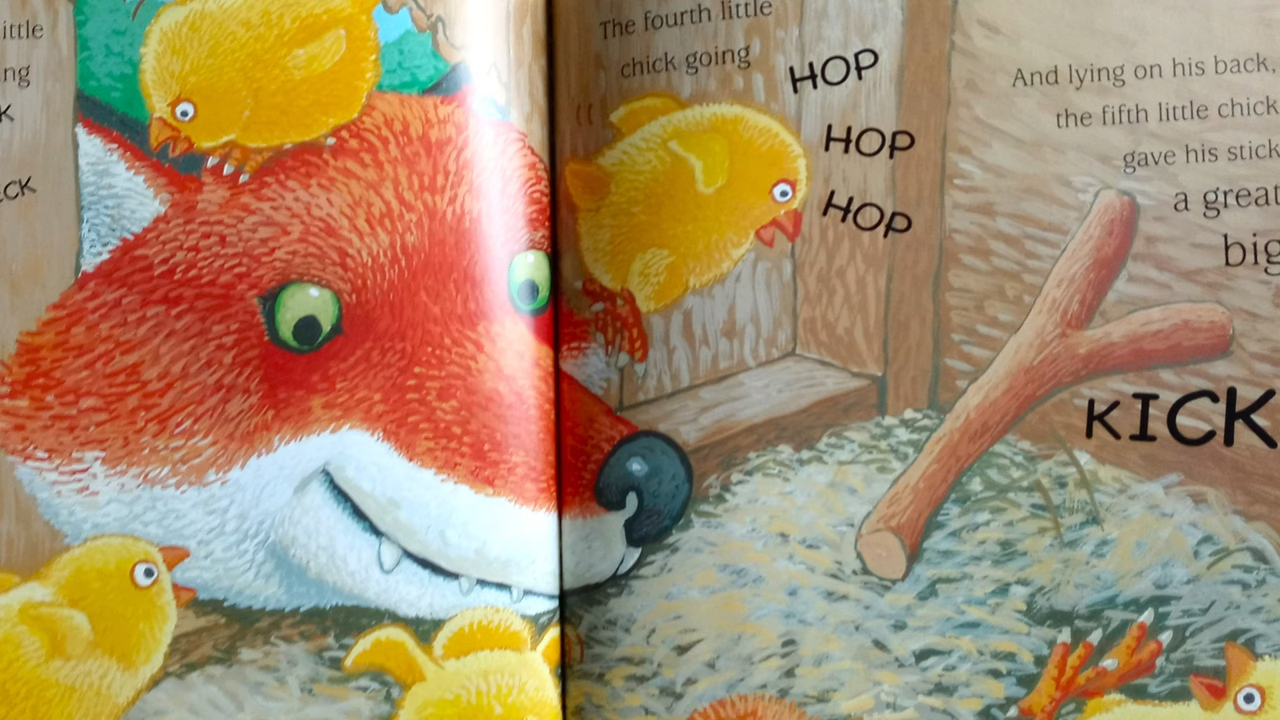 The fourth little
chick going
HOP
HOP
HOP
And lying on his back,
the fifth little chick
gave his stick
a great
big
KICK